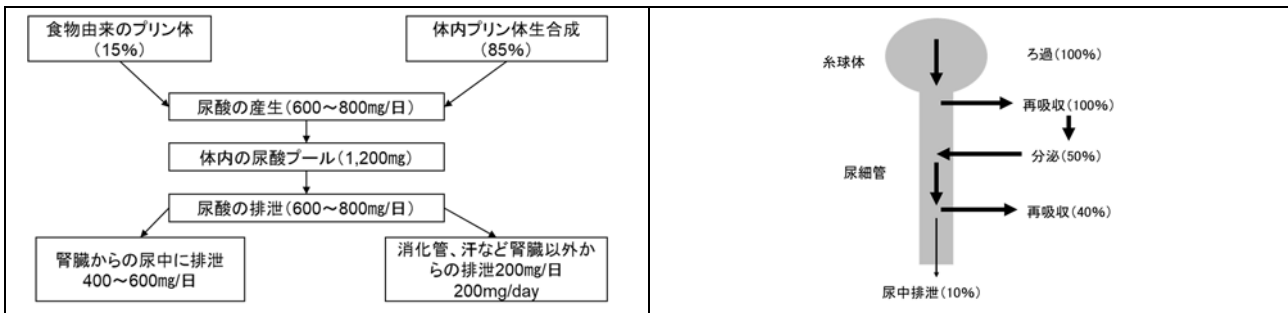 食物由来のプリン体
(15%)
体内プリン体生合成
(85%)
尿酸の産生(600～800㎎/日)
体内の尿酸プール(1,200㎎)
尿酸の排泄(600～800㎎/日)
腎臓からの尿中に排泄
400～600㎎/日
消化管、汗など腎臓以外か
らの排泄200㎎/日
200mg/day
糸球体
ろ過(100%)
再吸収(100%)
分泌(50%)
尿細管
再吸収(40%)
尿中排泄(10%)